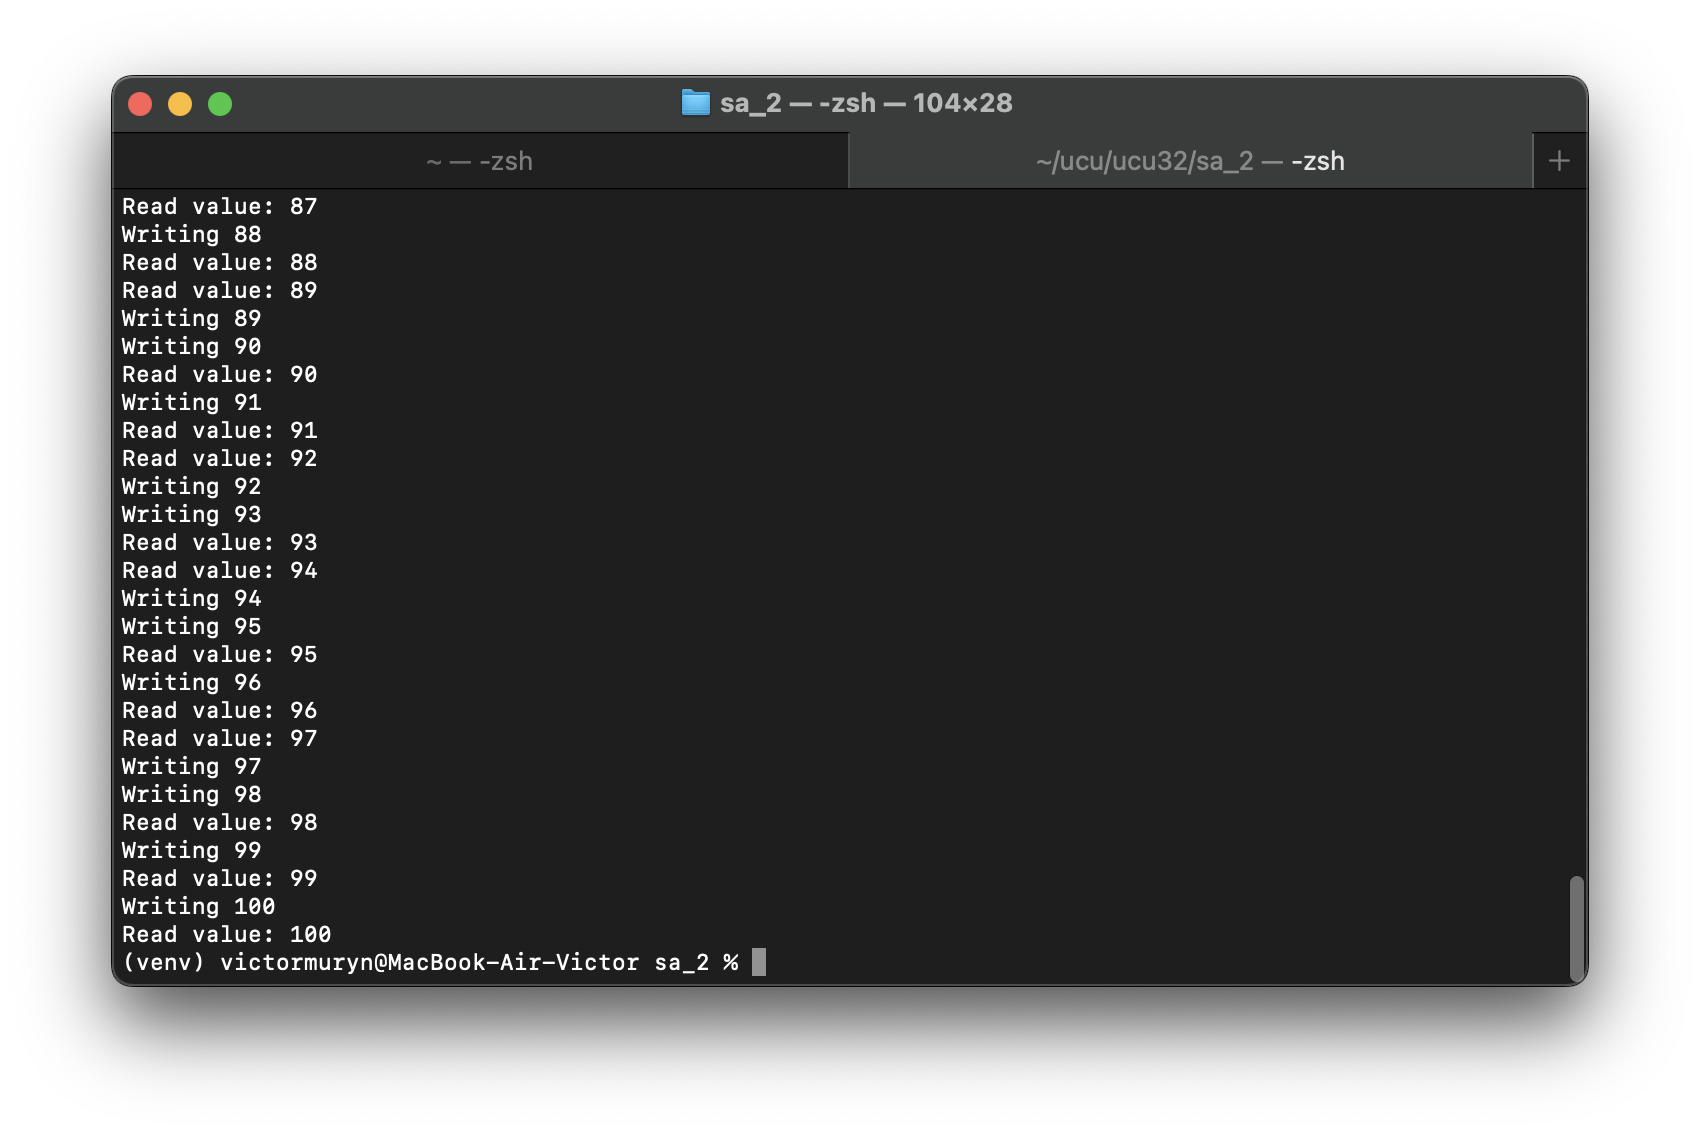 sa_2 — -zsh — 104×28
~ — -zsh
~/ucu/ucu32/sa_2 — -zsh
Read value: 87
Writing 88
Read value: 88
Read value: 89
Writing 89
Writing 90
Read value: 90
Writing 91
Read value: 91
Read value: 92
Writing 92
Writing 93
Read value: 93
Read value: 94
Writing 94
Writing 95
Read value: 95
Writing 96
Read value: 96
Read value: 97
Writing 97
Writing 98
Read value: 98
Writing 99
Read value: 99
Writing 100
Read value: 100
(venv) victormuryn@MacBook-Air-Victor sa_2 %